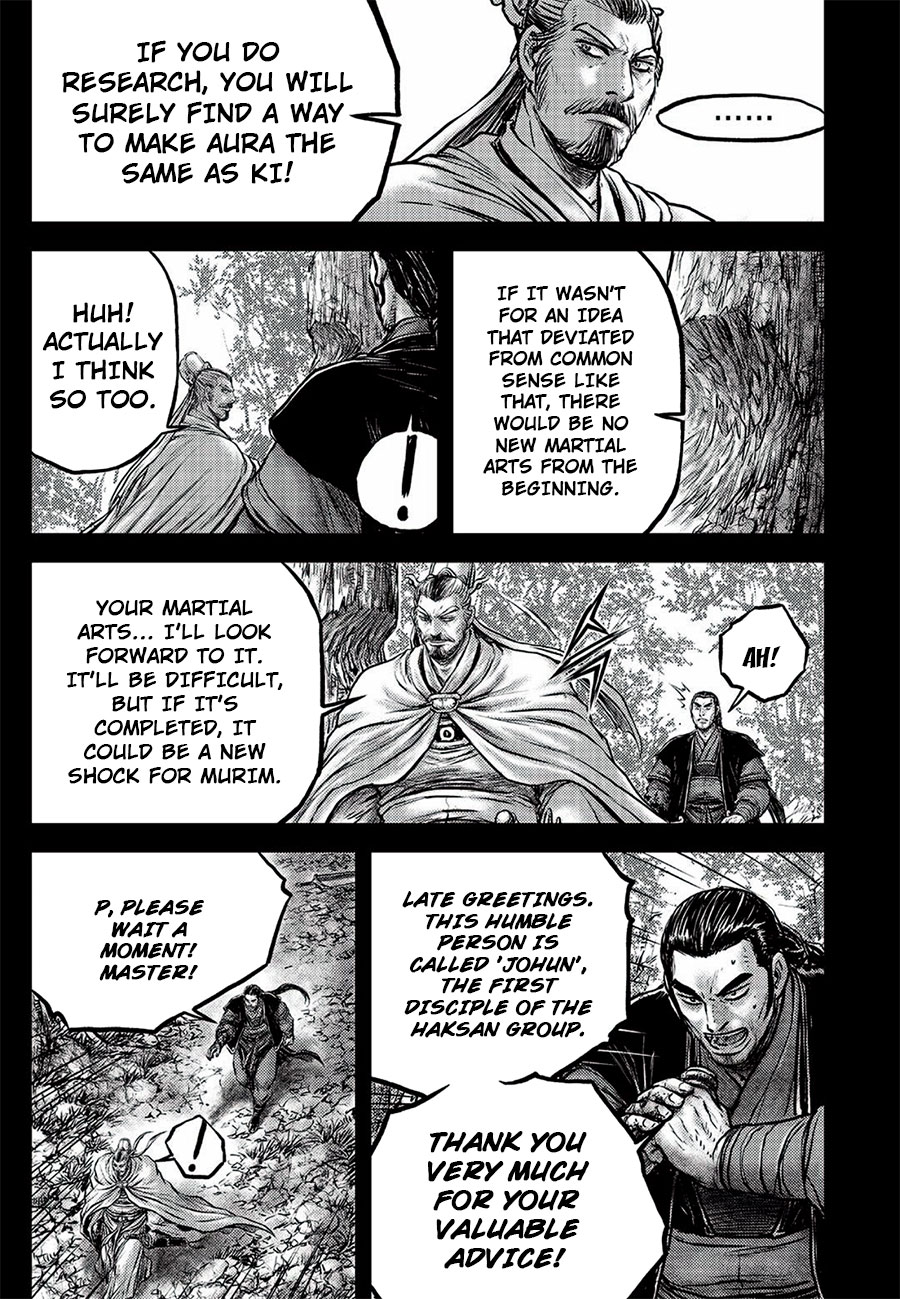 IF YOU DO
RESEARCH, YOU WILL
SURELY FIND A WAY
TO MAKE AURA THE
SAME AS KI!
......
HUH!
ACTUALLY
I THINK
SO TOO.
!
IF IT WASN'T
FOR AN IDEA
THAT DEVIATED
FROM COMMON
SENSE LIKE
THAT, THERE
WOULD BE NO
NEW MARTIAL
ARTS FROM THE
BEGINNING.
YOUR MARTIAL
ARTS... I'LL LOOK
FORWARD TO IT.
IT'LL BE DIFFICULT,
BUT IF IT'S
COMPLETED, IT
COULD BE A NEW
SHOCK FOR MURIM.
AH!
P, PLEASE
WAIT A
MOMENT!
MASTER!
!
LATE GREETINGS.
THIS HUMBLE
PERSON IS
CALLED 'JOHUN',
THE FIRST
DISCIPLE OF THE
HAKSAN GROUP.
THANK YOU
VERY MUCH
FOR YOUR
VALUABLE
ADVICE!